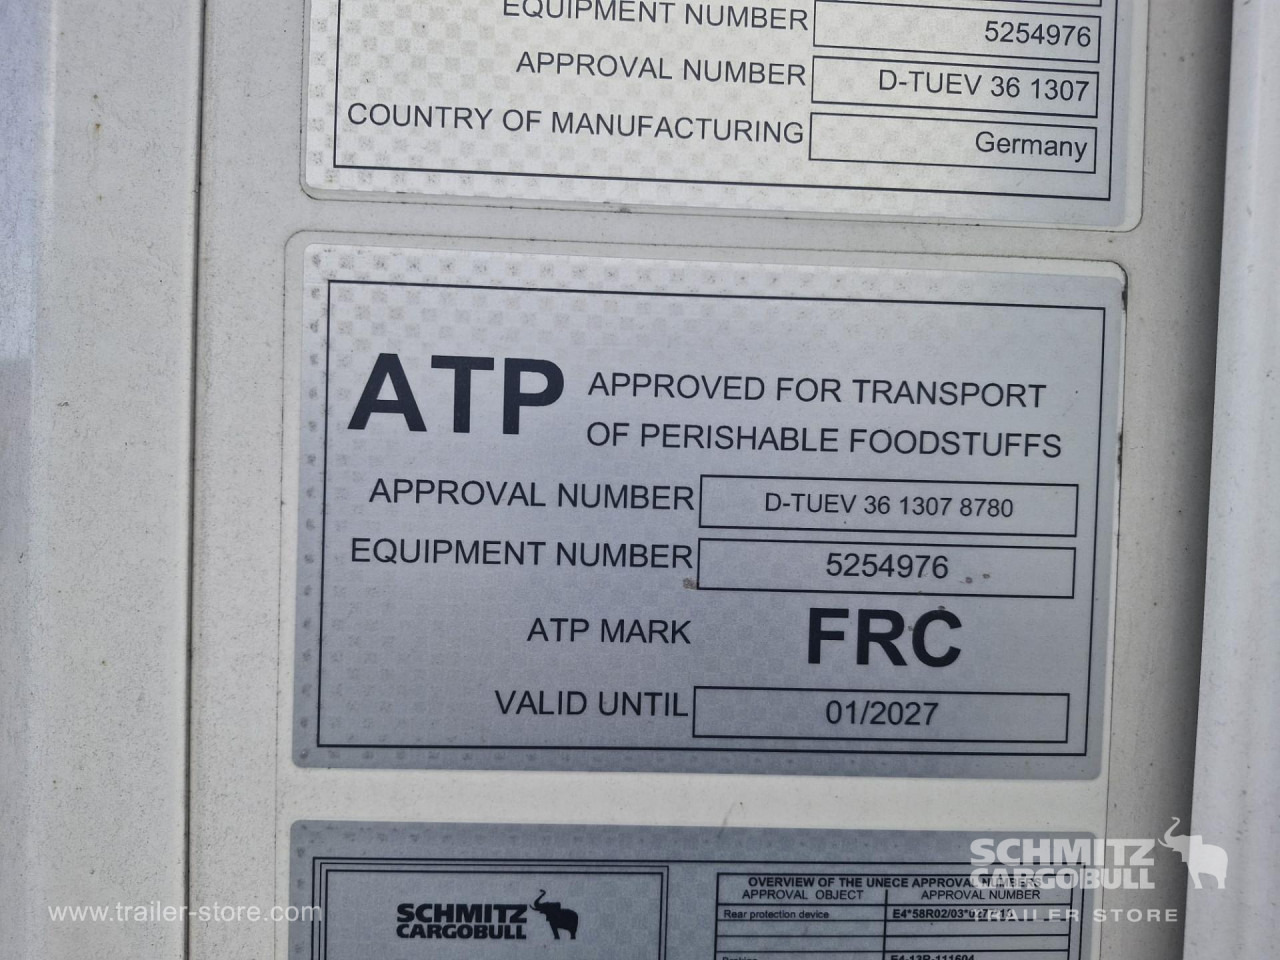 EQUIPMENT NUMBER 5254976
APPROVAL NUMBER D-TUEV 36 1307
COUNTRY OF MANUFACTURING Germany
ATP APPROVED FOR TRANSPORT
OF PERISHABLE FOODSTUFFS
APPROVAL NUMBER D-TUEV 36 1307 8780
EQUIPMENT NUMBER 5254976
ATP MARK FRC
VALID UNTIL 01/2027
SCHMITZ
CARGOBULL
OVERVIEW OF THE UNECE APPROVAL NUMBERS
APPROVAL OBJECT APPROVAL NUMBER
Rear protection device
SCHMITZ
CARGOBULL
TRAILER STORE
www.trailer-store.com